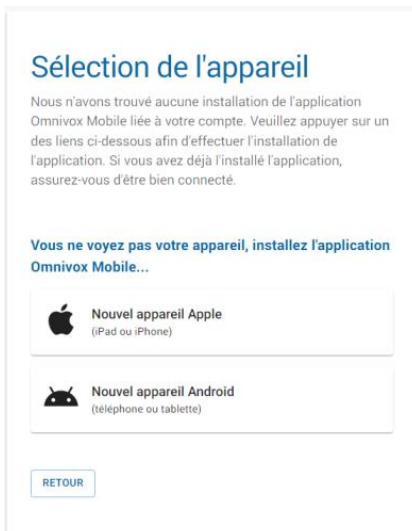 Sélection de l'appareil
Nous n'avons trouvé aucune installation de l'application
Omnivox Mobile liée à votre compte. Veuillez appuyer sur un
des liens ci-dessous afin d'effectuer l'installation de
l'application. Si vous avez déjà l'installé l'application,
assurez-vous d'être bien connecté.
Vous ne voyez pas votre appareil, installez l'application
Omnivox Mobile...
Nouvel appareil Apple
(iPad ou iPhone)
Nouvel appareil Android
(téléphone ou tablette)
RETOUR